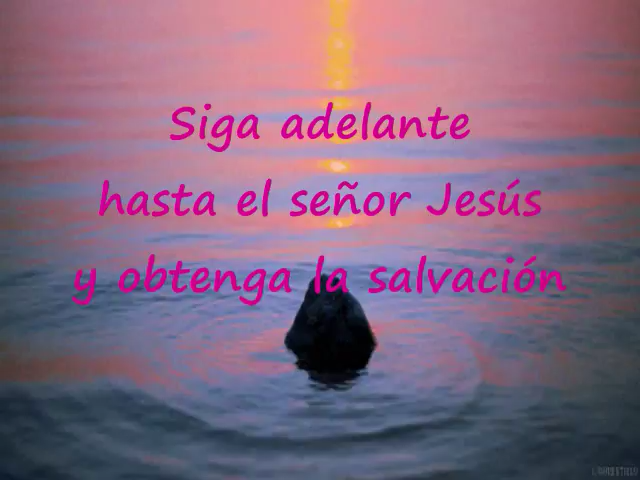 Siga adelante
hasta el señor Jesús
y obtenga la salvación